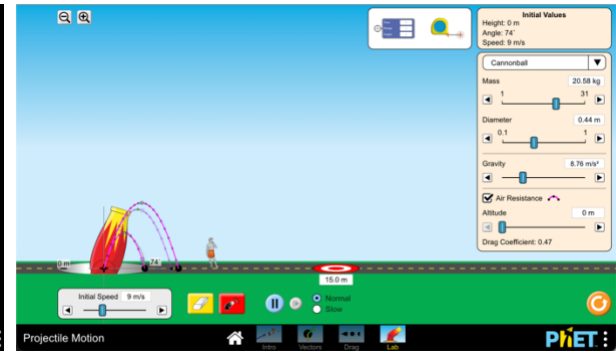 Initial Values
Height: 0 m
Angle: 74°
Speed: 9 m/s
Cannonball
Mass
20.58 kg
1
31
Diameter
0.44 m
0.1
1
Gravity
8.76 m/s²
Air Resistance
Altitude
0 m
Drag Coefficient: 0.47
0 m
74°
15.0 m
Initial Speed
9 m/s
Normal
Slow
Projectile Motion
Intro
Vectors
Drag
Lab
PhET